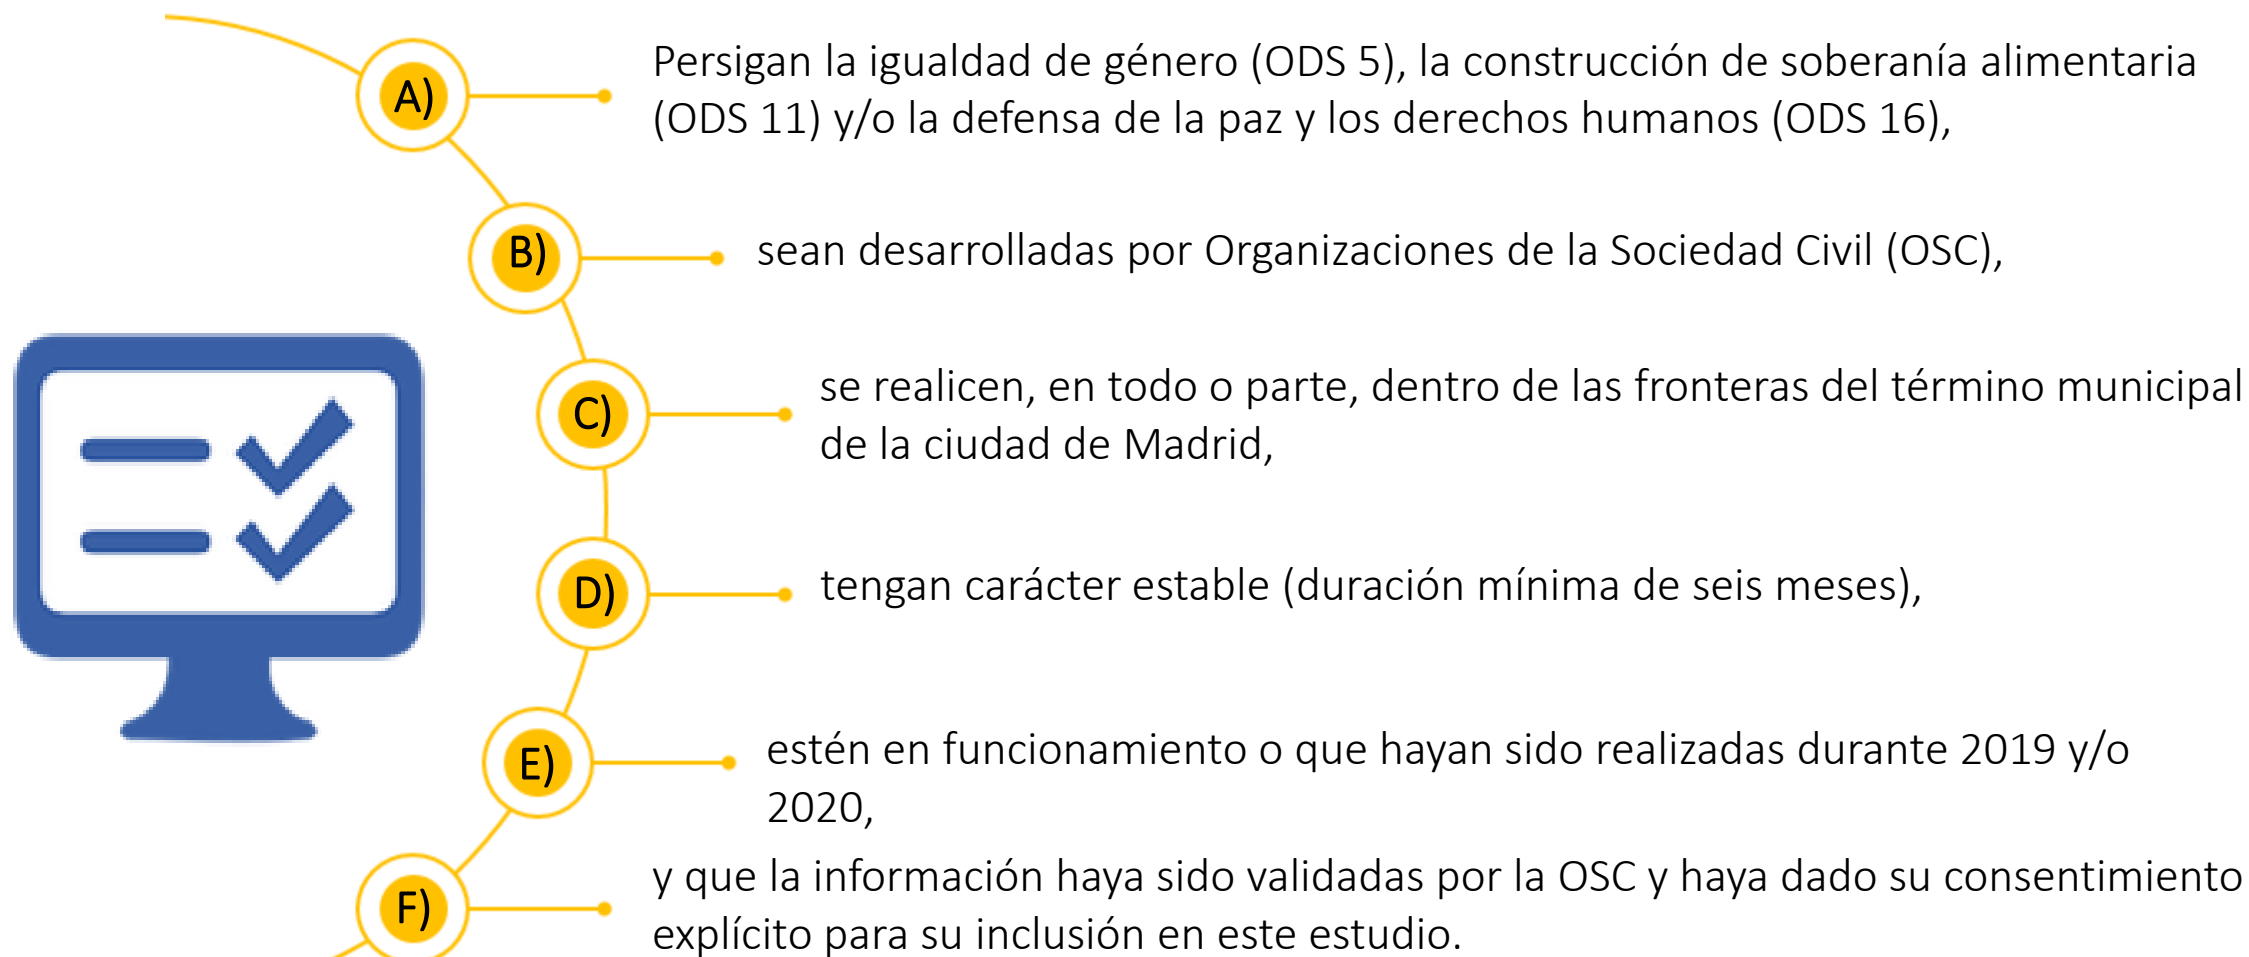 A)
Persigan la igualdad de género (ODS 5), la construcción de soberanía alimentaria
(ODS 11) y/o la defensa de la paz y los derechos humanos (ODS 16),
B)
sean desarrolladas por Organizaciones de la Sociedad Civil (OSC),
C)
se realicen, en todo o parte, dentro de las fronteras del término municipal
de la ciudad de Madrid,
D)
tengan carácter estable (duración mínima de seis meses),
E)
estén en funcionamiento o que hayan sido realizadas durante 2019 y/o
2020,
F)
y que la información haya sido validadas por la OSC y haya dado su consentimiento
explícito para su inclusión en este estudio.